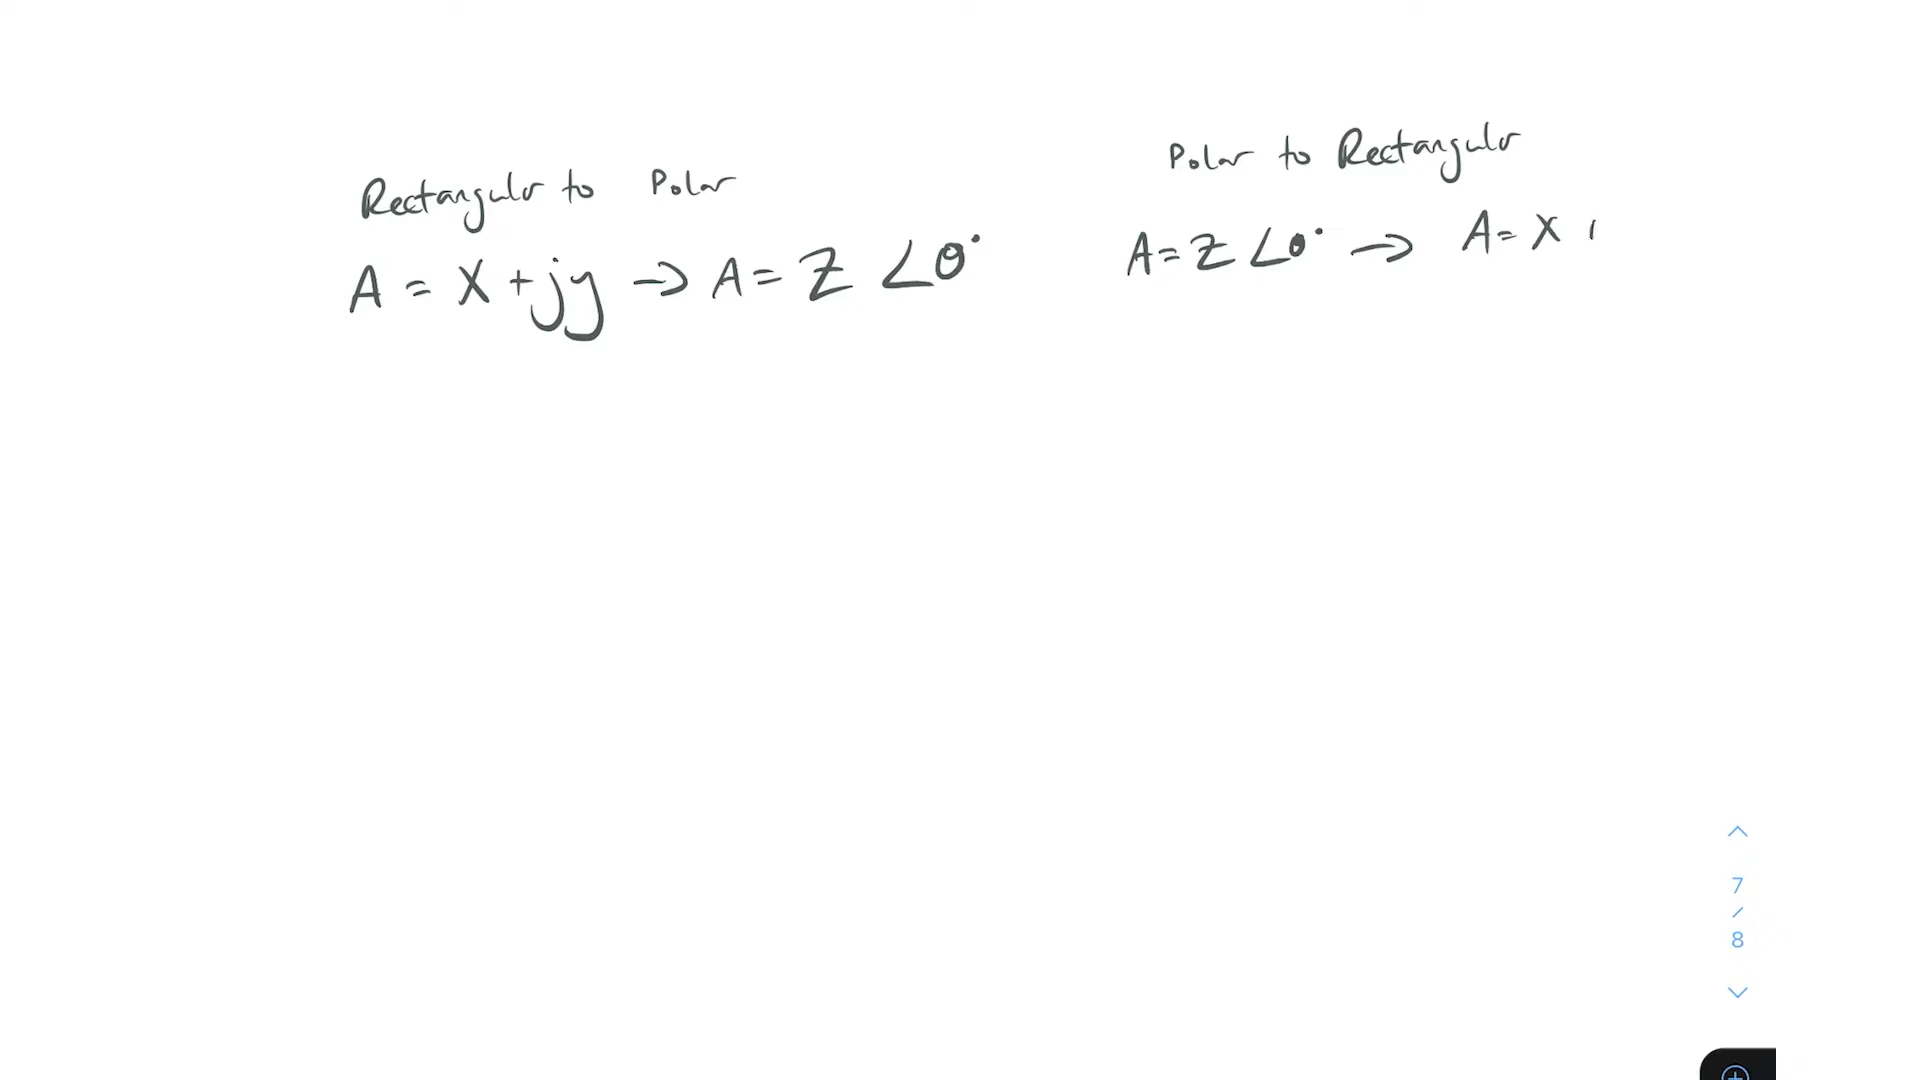 Rectangular to Polar
A = x + jy → A = Z ∠θ°
Polar to Rectangular
A = Z ∠θ° → A = x
7
/
8